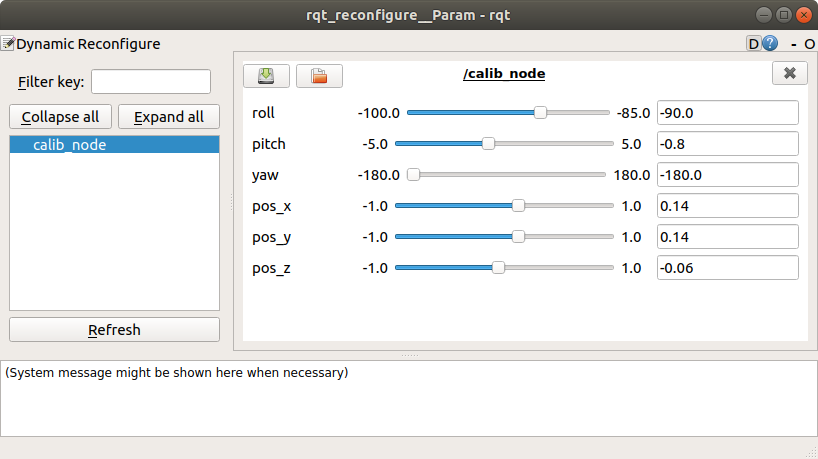 rqt_reconfigure__Param - rqt
Dynamic Reconfigure
D ? - O
Filter key:
Collapse all Expand all
calib_node
Refresh
/calib_node
roll -100.0 -85.0 -90.0
pitch -5.0 5.0 -0.8
yaw -180.0 180.0 -180.0
pos_x -1.0 1.0 0.14
pos_y -1.0 1.0 0.14
pos_z -1.0 1.0 -0.06
(System message might be shown here when necessary)